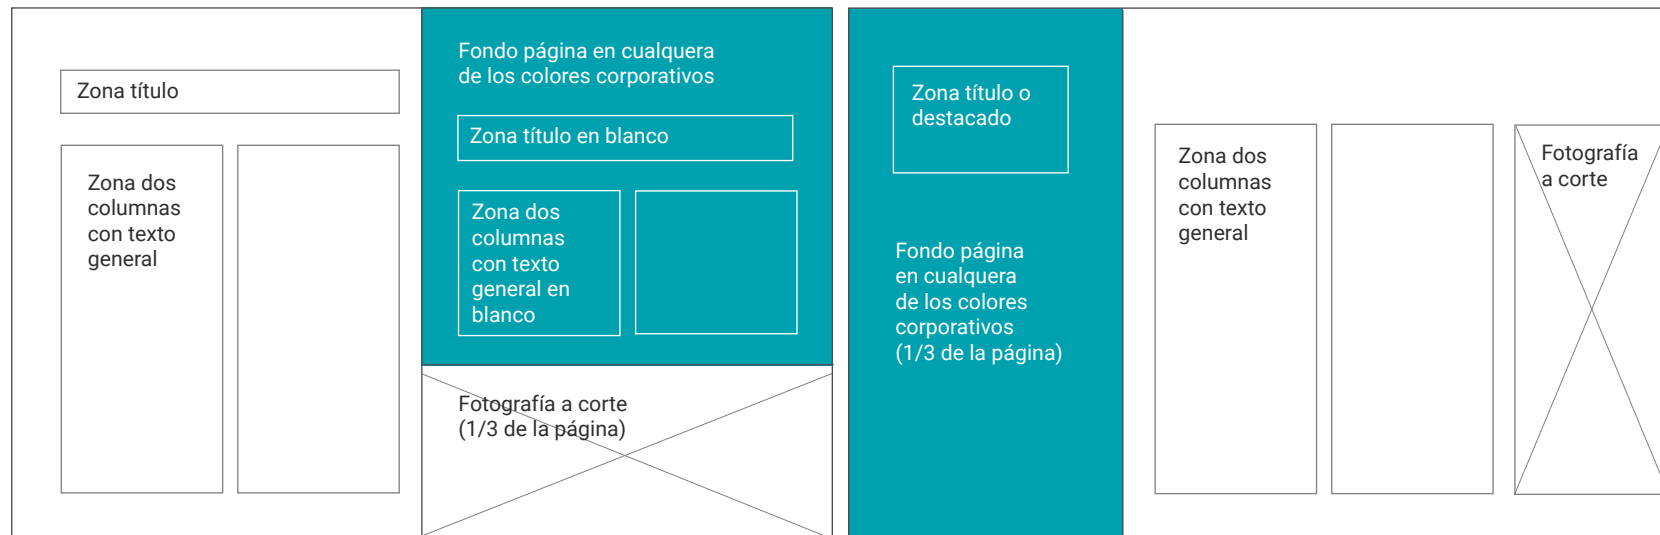 Zona título
Zona dos
columnas
con texto
general
Fondo página en cualquera
de los colores corporativos
Zona título en blanco
Zona dos
columnas
con texto
general en
blanco
Fotografía a corte
(1/3 de la página)
Zona título o
destacado
Fondo página
en cualquera
de los colores
corporativos
(1/3 de la página)
Zona dos
columnas
con texto
general
Fotografía
a corte